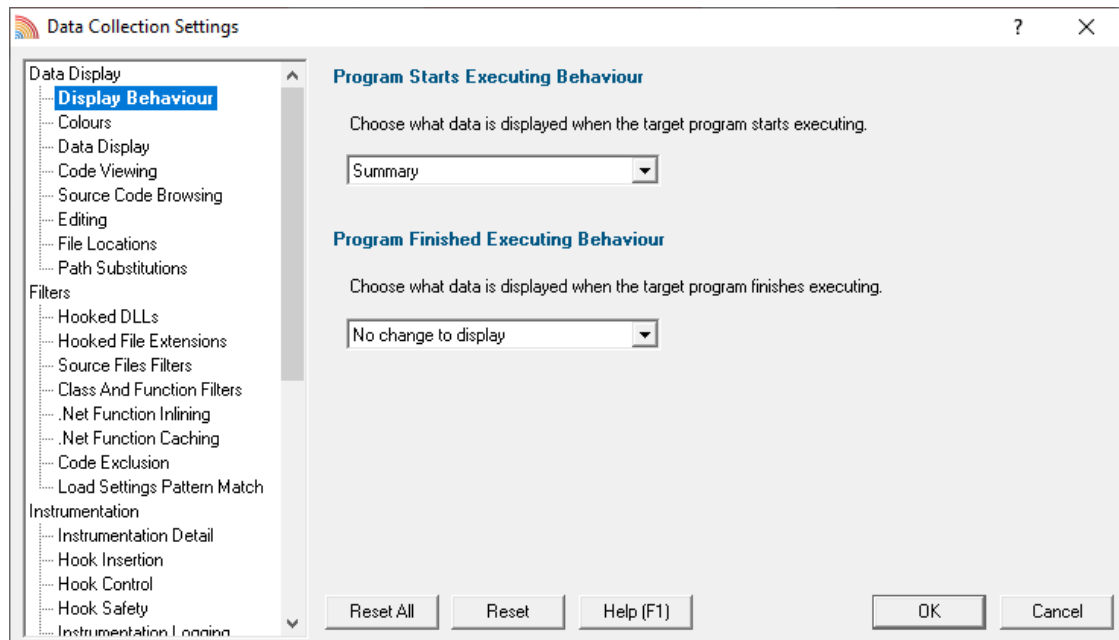 Data Collection Settings
?
Data Display
Display Behaviour
Colours
Data Display
Code Viewing
Source Code Browsing
Editing
File Locations
Path Substitutions
Filters
Hooked DLLs
Hooked File Extensions
Source Files Filters
Class And Function Filters
.Net Function Inlining
.Net Function Caching
Code Exclusion
Load Settings Pattern Match
Instrumentation
Instrumentation Detail
Hook Insertion
Hook Control
Hook Safety
Instrumentation Logging
Program Starts Executing Behaviour
Choose what data is displayed when the target program starts executing.
Summary
Program Finished Executing Behaviour
Choose what data is displayed when the target program finishes executing.
No change to display
Reset All Reset Help (F1) OK Cancel